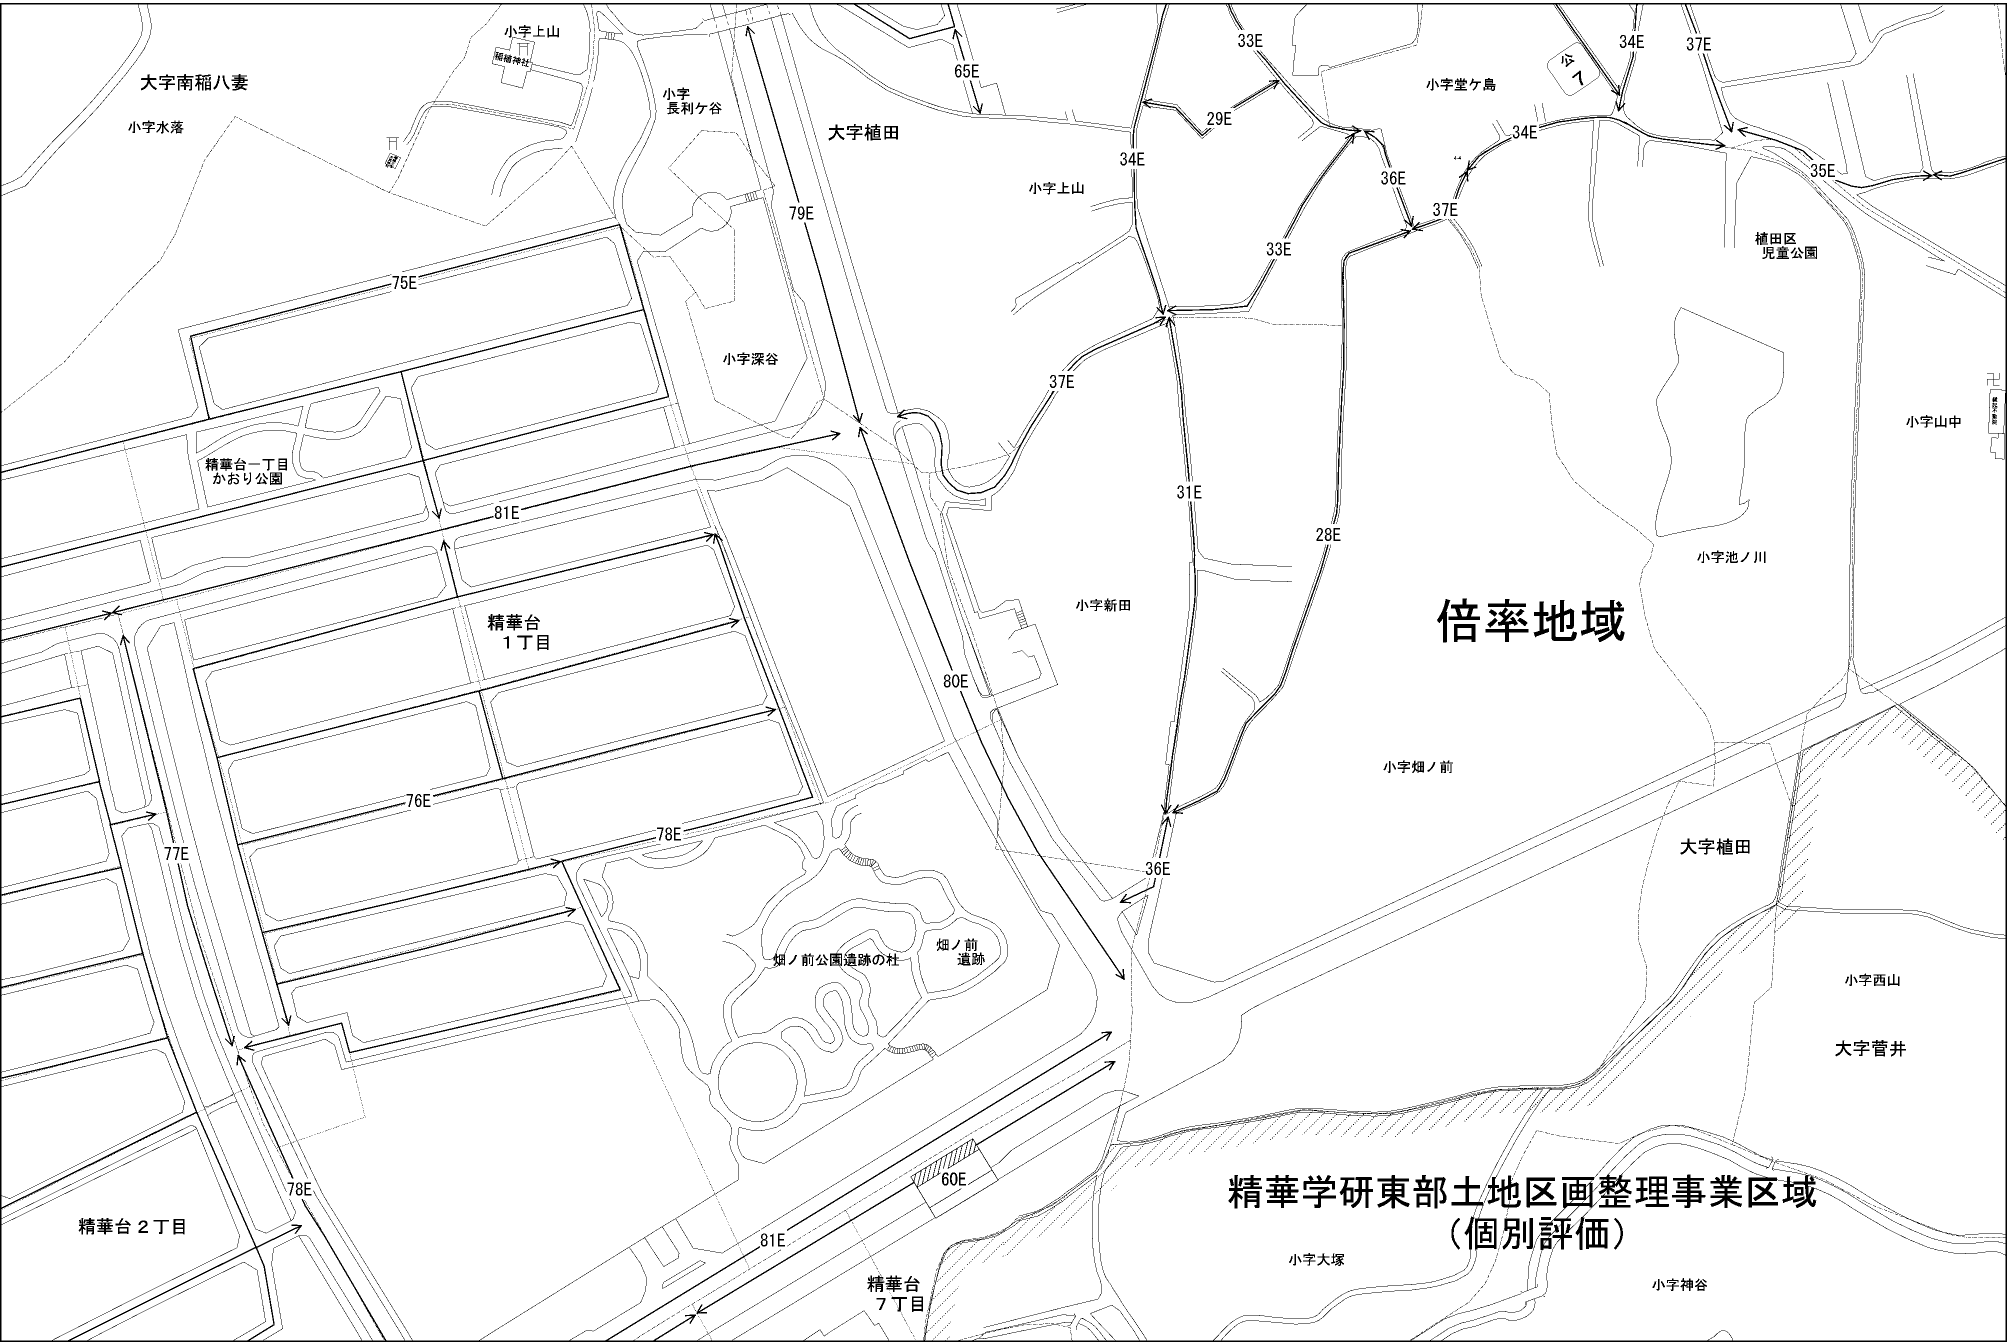 小字上山
稲植神社
大字南稲八妻
小字水落
小字
長利ケ谷
大字植田
65E
33E
29E
34E
37E
公
7
小字堂ケ島
34E
34E
35E
36E
37E
小字上山
79E
33E
植田区
児童公園
75E
小字深谷
37E
小字山中
精華台一丁目
かおり公園
81E
31E
28E
小字池ノ川
小字新田
倍率地域
精華台
1丁目
80E
小字畑ノ前
76E
78E
77E
36E
大字植田
畑ノ前公園遺跡の杜
畑ノ前
遺跡
小字西山
大字菅井
78E
60E
精華台2丁目
81E
精華台
7丁目
精華学研東部土地区画整理事業区域
(個別評価)
小字大塚
小字神谷